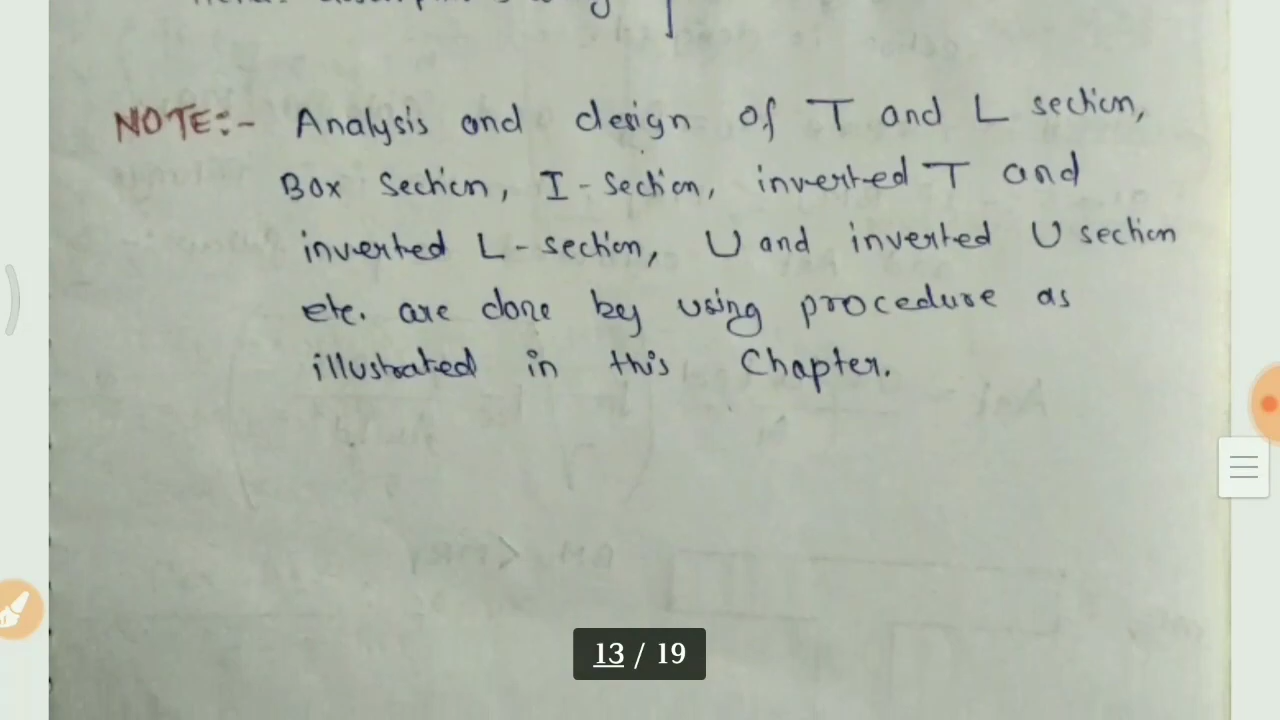 NOTE:- Analysis and design of T and L section,
Box section, I-section, inverted T and
inverted L-section, U and inverted U section
etc. are done by using procedure as
illustrated in this Chapter.
13 / 19